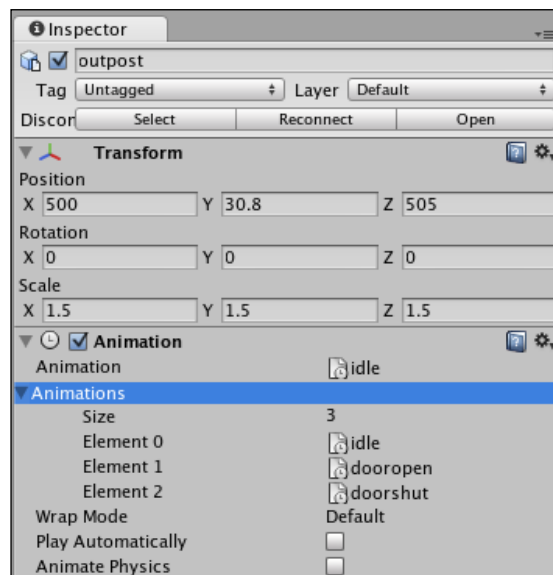 Inspector
outpost
Tag Untagged Layer Default
Discor Select Reconnect Open
Transform
Position
X 500 Y 30.8 Z 505
Rotation
X 0 Y 0 Z 0
Scale
X 1.5 Y 1.5 Z 1.5
Animation
Animation idle
Animations
Size 3
Element 0 idle
Element 1 dooropen
Element 2 doorshut
Wrap Mode Default
Play Automatically
Animate Physics